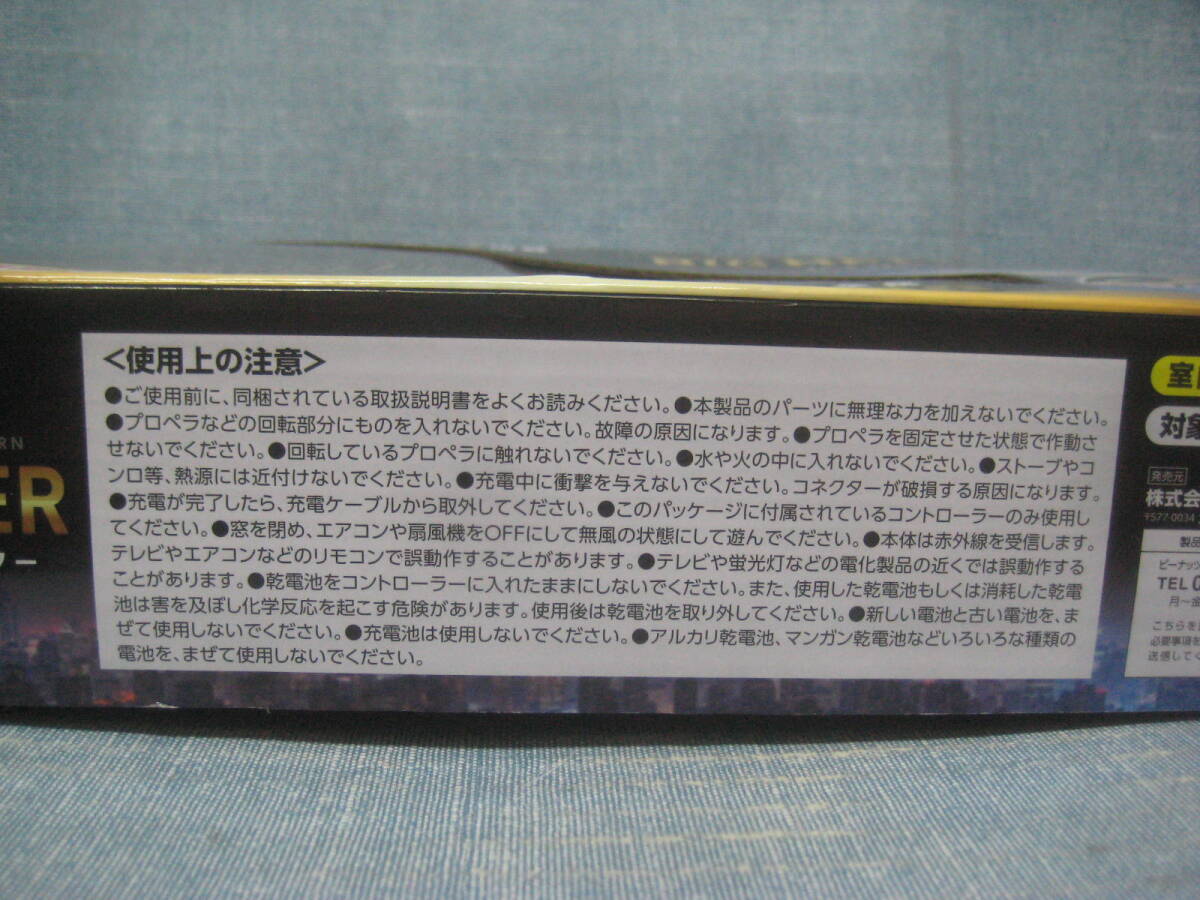 <使用上の注意>
●ご使用前に、同梱されている取扱説明書をよくお読みください。●本製品のパーツに無理な力を加えないでください。
●プロペラなどの回転部分にものを入れないでください。故障の原因になります。●プロペラを固定させた状態で作動さ
せないでください。●回転しているプロペラに触れないでください。●水や火の中に入れないでください。●ストーブやコ
ンロ等、熱源には近付けないでください。●充電中に衝撃を与えないでください。コネクターが破損する原因になります。
●充電が完了したら、充電ケーブルから取外してください。●このパッケージに付属されているコントローラーのみ使用し
てください。●窓を閉め、エアコンや扇風機をOFFにして無風の状態にして遊んでください。●本体は赤外線を受信します。
テレビやエアコンなどのリモコンで誤動作することがあります。●テレビや蛍光灯などの電化製品の近くでは誤動作する
ことがあります。●乾電池をコントローラーに入れたままにしないでください。また、使用した乾電池もしくは消耗した乾電
池は害を及ぼし化学反応を起こす危険があります。使用後は乾電池を取り外してください。●新しい電池と古い電池を、ま
ぜて使用しないでください。●充電池は使用しないでください。●アルカリ乾電池、マンガン乾電池などいろいろな種類の
電池を、まぜて使用しないでください。
RN
ER
ター
室
対象
発売元
株式会
〒577-0034
製品
ピーナッツ
TEL
月～
こちらを
必要事項
送信してく